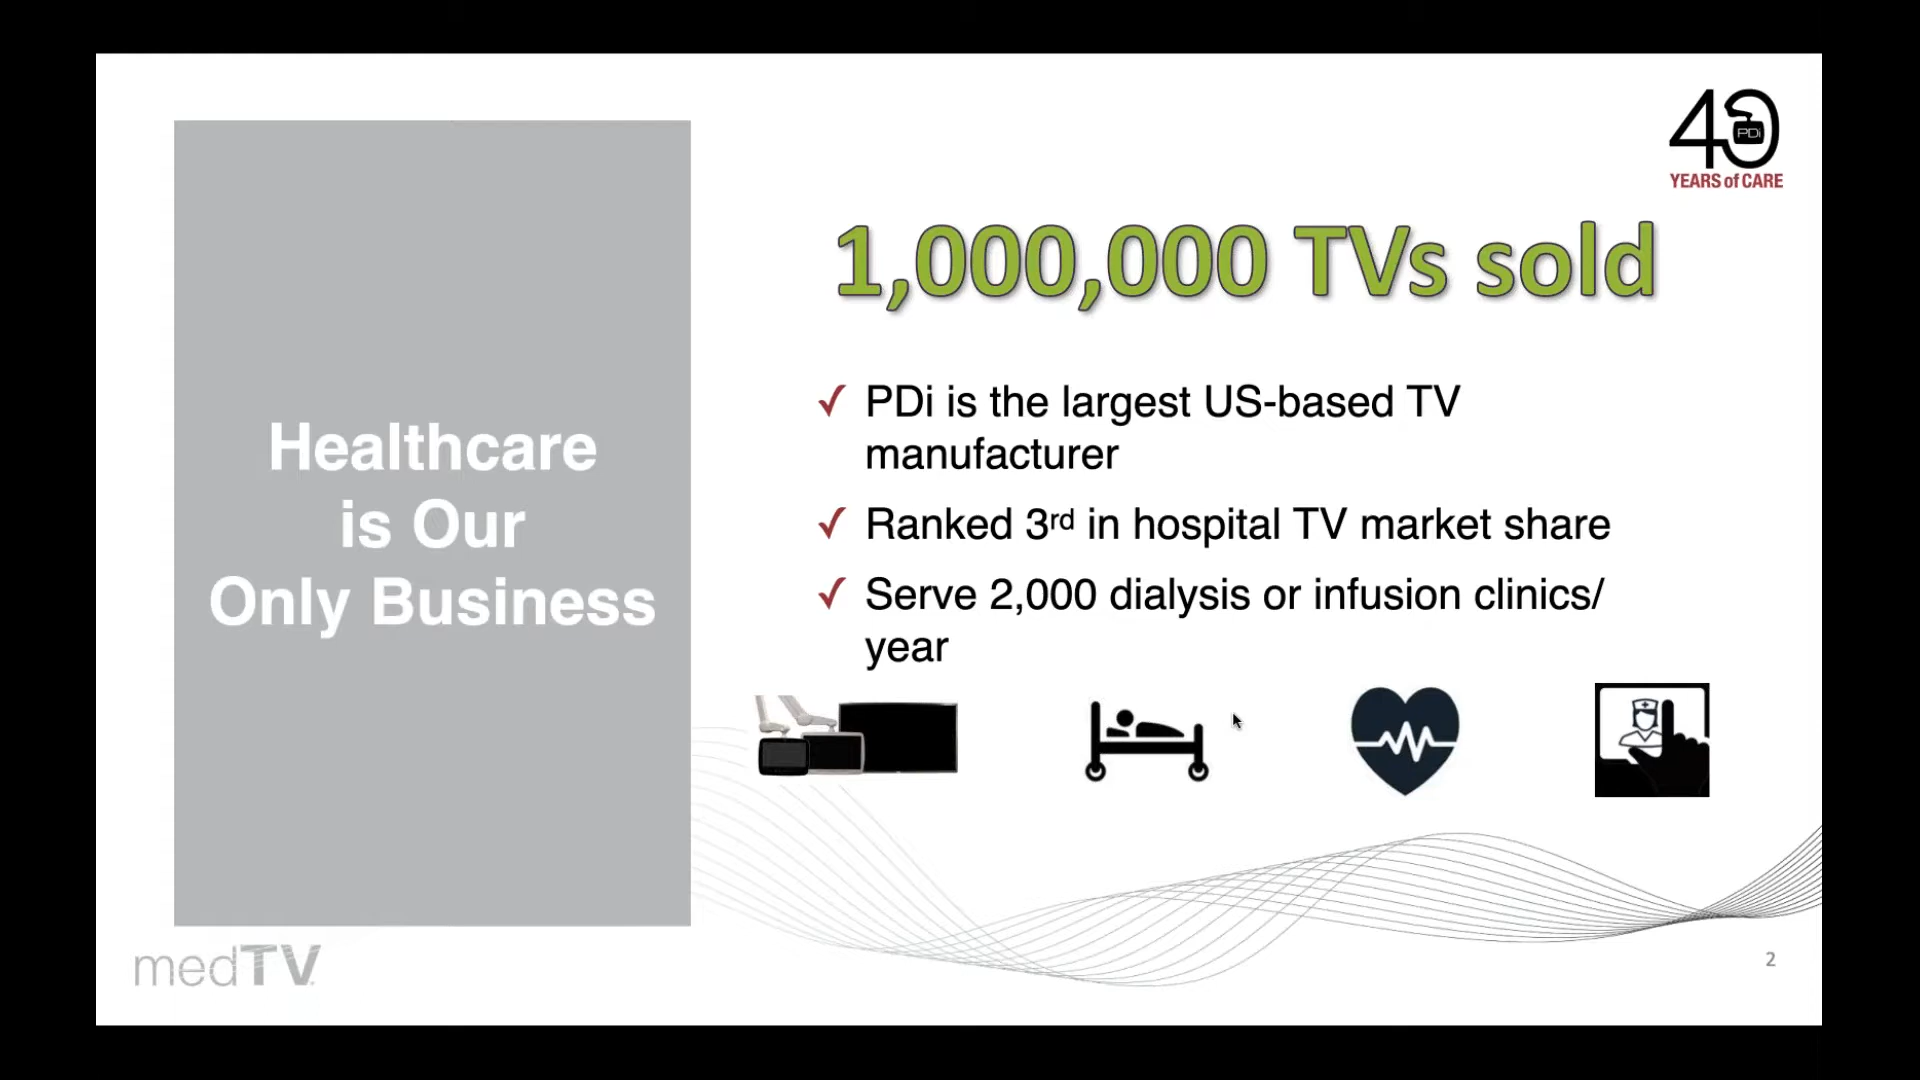 40
PDi
YEARS of CARE
Healthcare
is Our
Only Business
1,000,000 TVs sold
✓ PDi is the largest US-based TV
manufacturer
✓ Ranked 3rd in hospital TV market share
✓ Serve 2,000 dialysis or infusion clinics/
year
medTV
2